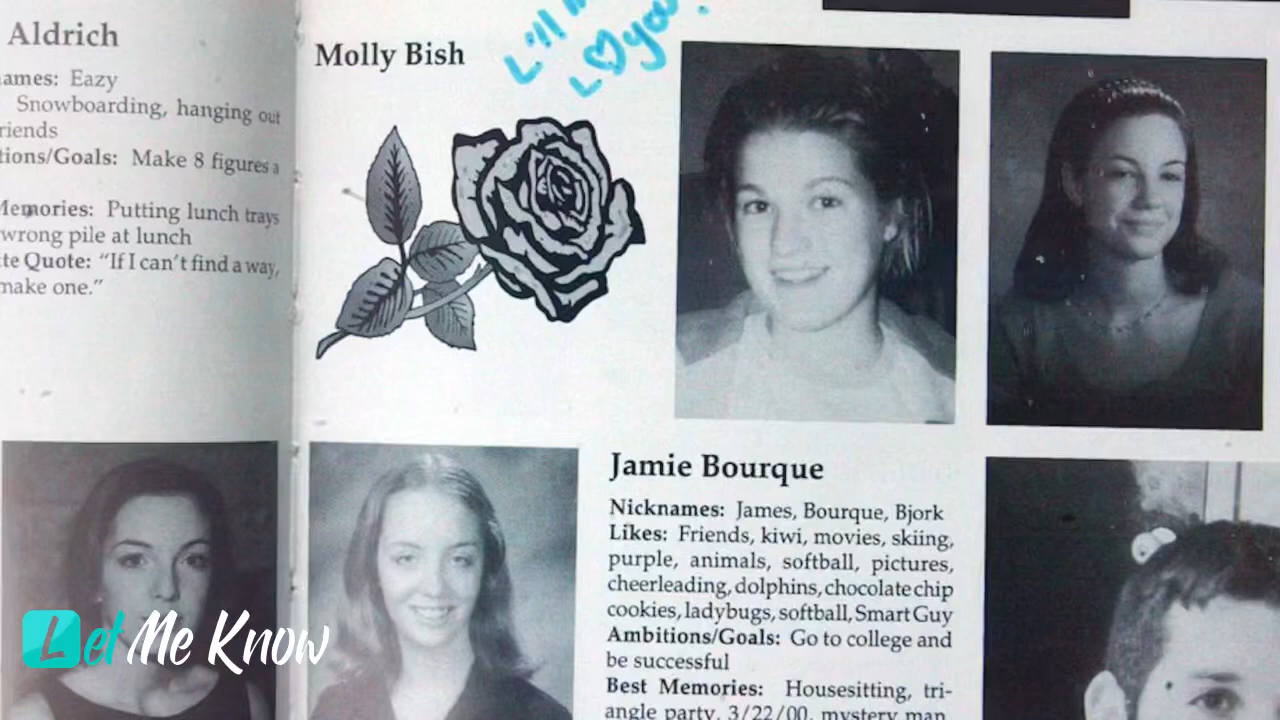 Aldrich
ames: Eazy
Snowboarding, hanging out
riends
tions/Goals: Make 8 figures a
Memories: Putting lunch trays
wrong pile at lunch
te Quote: "If I can't find a way,
make one."
Molly Bish
L'll
L♡you!
Jamie Bourque
Nicknames: James, Bourque, Bjork
Likes: Friends, kiwi, movies, skiing,
purple, animals, softball, pictures,
cheerleading, dolphins, chocolate chip
cookies, ladybugs, softball, Smart Guy
Ambitions/Goals: Go to college and
be successful
Best Memories: Housesitting, tri-
angle party, 3/22/00, mystery man
Let Me Know